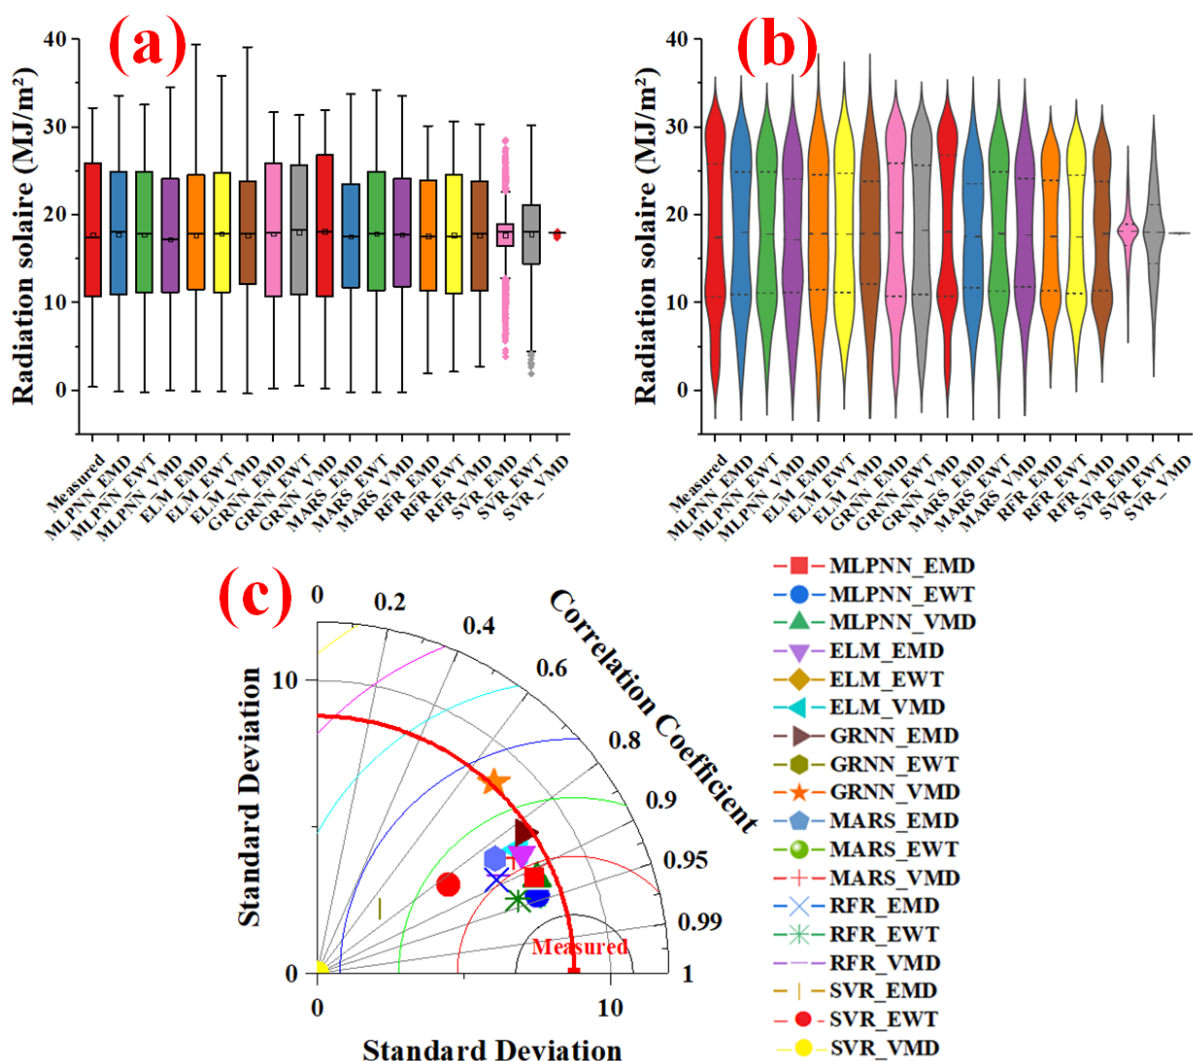 (a)
Radiation solaire (MJ/m²)
40
30
20
10
0
Measured
MLPNN_EMD
MLPNN_EWT
MLPNN_VMD
ELM_EMD
ELM_EWT
ELM_VMD
GRNN_EMD
GRNN_EWT
GRNN_VMD
MARS_EMD
MARS_EWT
MARS_VMD
RFR_EMD
RFR_EWT
RFR_VMD
SVR_EMD
SVR_EWT
SVR_VMD
(b)
Radiation solaire (MJ/m²)
40
30
20
10
0
Measured
MLPNN_EMD
MLPNN_EWT
MLPNN_VMD
ELM_EMD
ELM_EWT
ELM_VMD
GRNN_EMD
GRNN_EWT
GRNN_VMD
MARS_EMD
MARS_EWT
MARS_VMD
RFR_EMD
RFR_EWT
RFR_VMD
SVR_EMD
SVR_EWT
SVR_VMD
(c)
Standard Deviation
10
0
0
0.2
0.4
0.6
0.8
0.9
0.95
0.99
1
Correlation Coefficient
Measured
0
10
Standard Deviation
MLPNN_EMD
MLPNN_EWT
MLPNN_VMD
ELM_EMD
ELM_EWT
ELM_VMD
GRNN_EMD
GRNN_EWT
GRNN_VMD
MARS_EMD
MARS_EWT
MARS_VMD
RFR_EMD
RFR_EWT
RFR_VMD
SVR_EMD
SVR_EWT
SVR_VMD